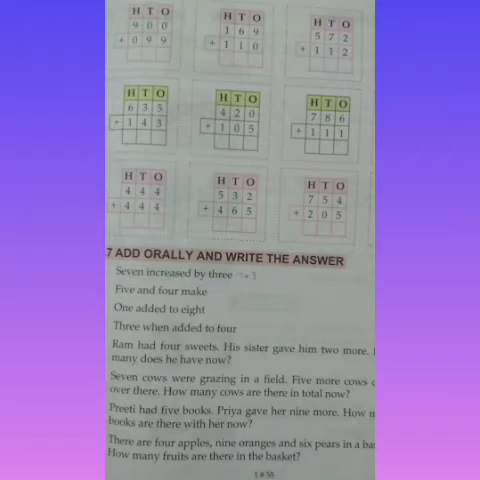 H T O
9 0 0
+ 0 9 9
H T O
1 6 9
+ 1 1 0
H T O
5 7 2
+ 1 1 2
H T O
6 3 5
+ 1 4 3
H T O
4 2 0
+ 1 0 5
H T O
7 8 6
+ 1 1 1
H T O
4 4 4
+ 4 4 4
H T O
5 3 2
+ 4 6 5
H T O
7 5 4
+ 2 0 5
7 ADD ORALLY AND WRITE THE ANSWER
Seven increased by three
Five and four make
One added to eight
Three when added to four
Ram had four sweets. His sister gave him two more.
many does he have now?
Seven cows were grazing in a field. Five more cows
over there. How many cows are there in total now?
Preeti had five books. Priya gave her nine more. How
books are there with her now?
There are four apples, nine oranges and six pears in a
How many fruits are there in the basket?